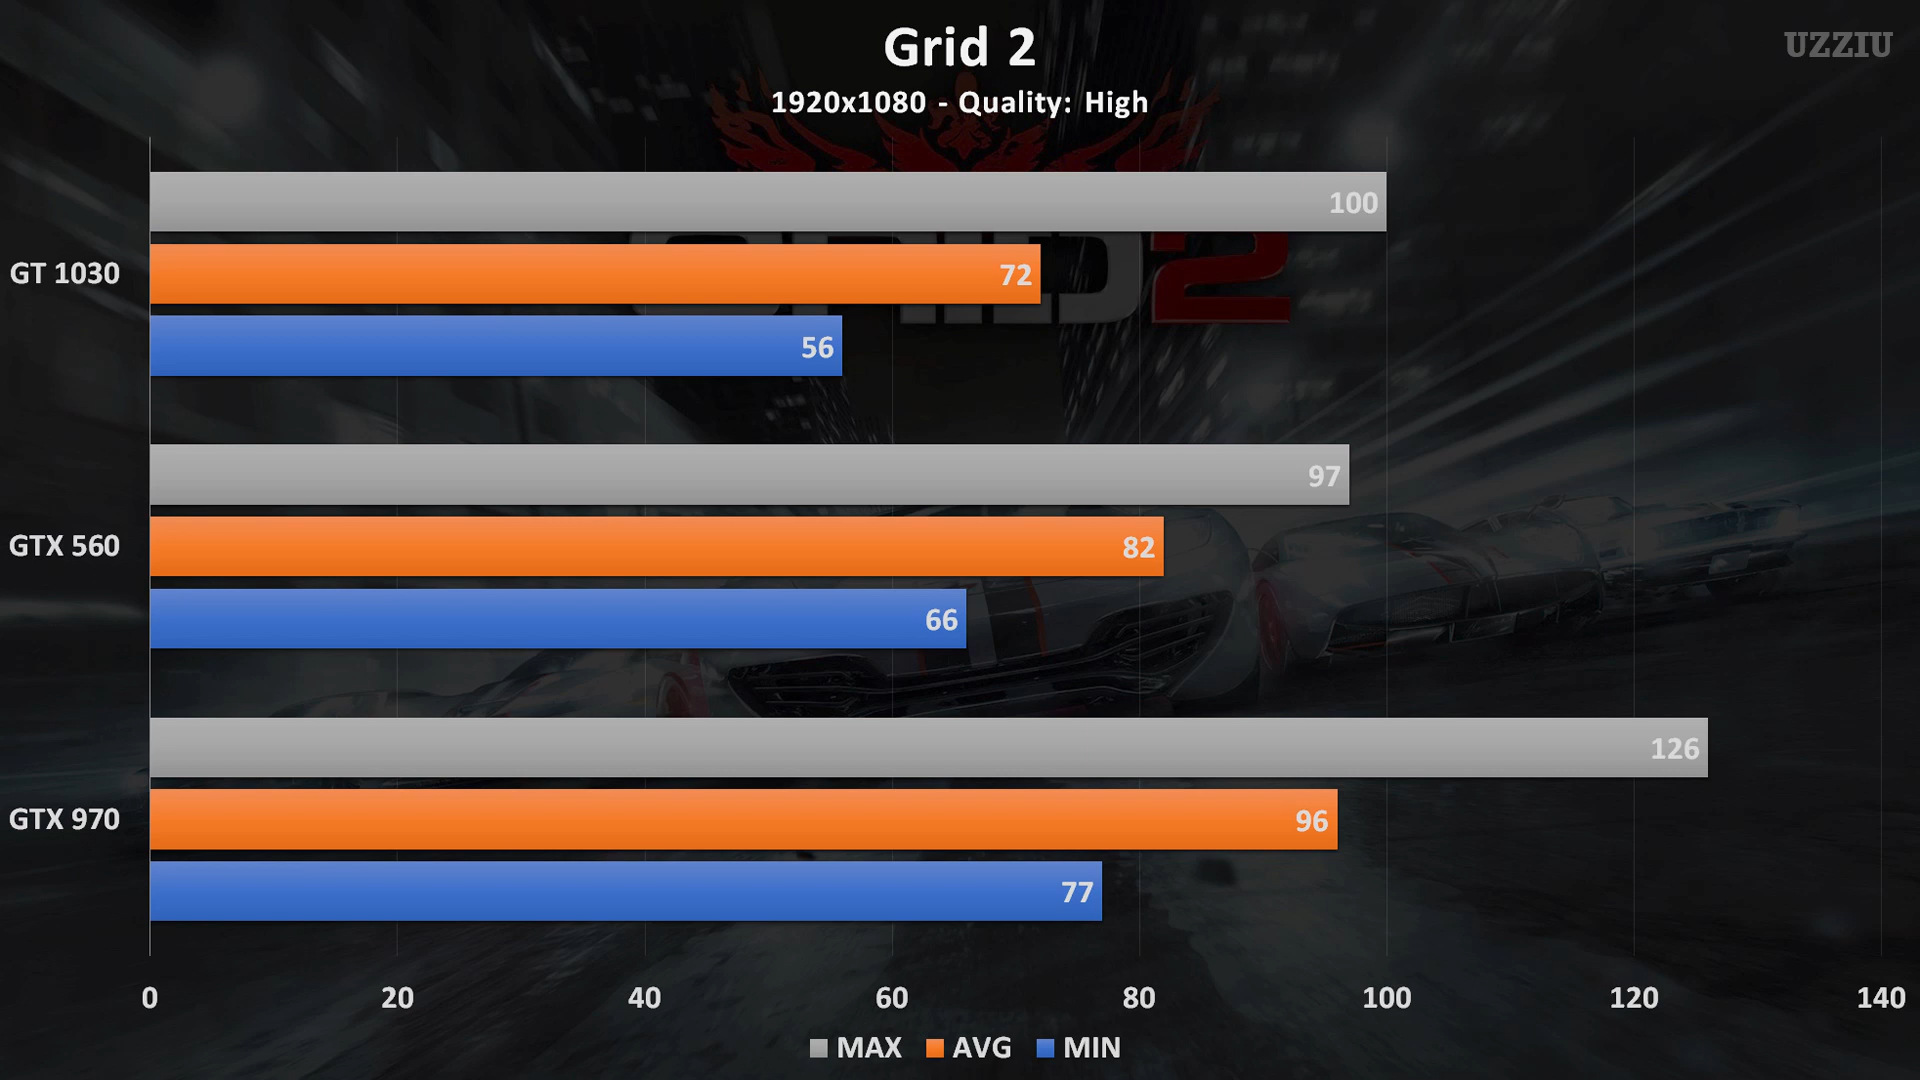 Grid 2
UZZIU
1920x1080 - Quality: High
GT 1030
100
72
56
GTX 560
97
82
66
GTX 970
126
96
77
0 20 40 60 80 100 120 140
MAX AVG MIN